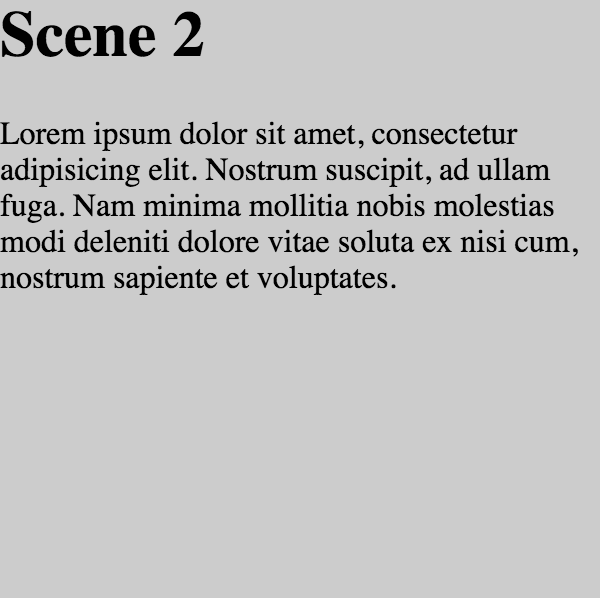 Scene 2
Lorem ipsum dolor sit amet, consectetur
adipisicing elit. Nostrum suscipit, ad ullam
fuga. Nam minima mollitia nobis molestias
modi deleniti dolore vitae soluta ex nisi cum,
nostrum sapiente et voluptates.